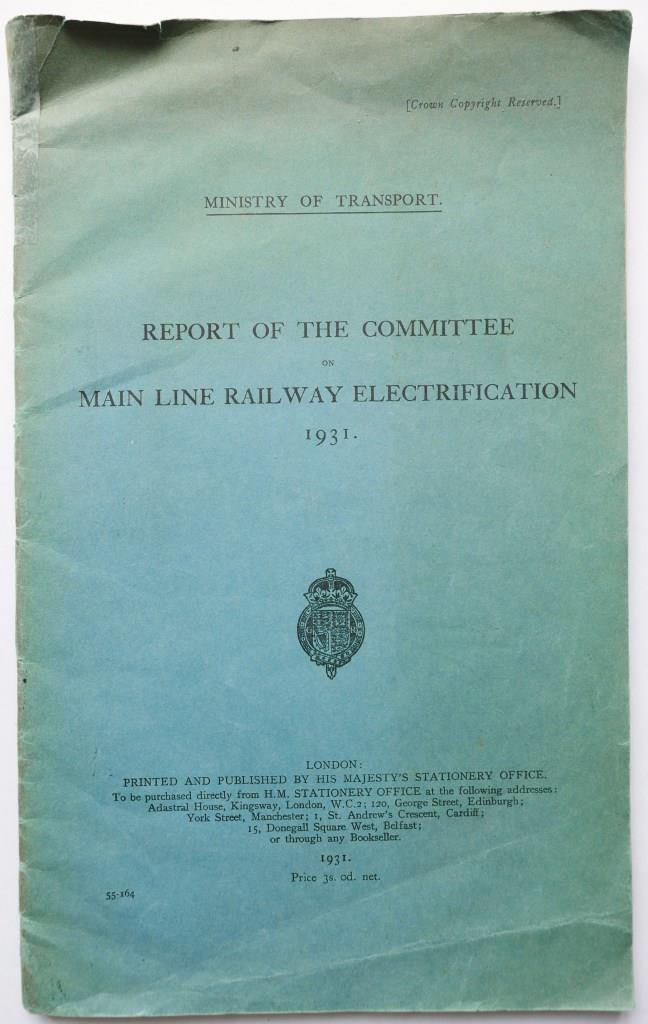 [Crown Copyright Reserved.]
MINISTRY OF TRANSPORT.
REPORT OF THE COMMITTEE
ON
MAIN LINE RAILWAY ELECTRIFICATION
1931.
LONDON:
PRINTED AND PUBLISHED BY HIS MAJESTY'S STATIONERY OFFICE.
To be purchased directly from H.M. STATIONERY OFFICE at the following addresses:
Adastral House, Kingsway, London, W.C.2; 120, George Street, Edinburgh;
York Street, Manchester; 1, St. Andrew's Crescent, Cardiff;
15, Donegall Square West, Belfast;
or through any Bookseller.
1931.
Price 3s. od. net.
55-164